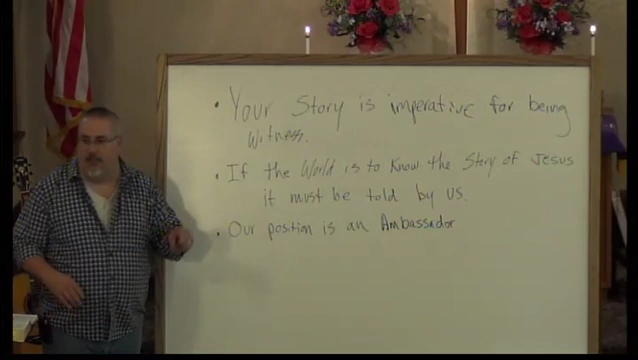 • Your Story is imperative for being
witness.
• If the World is to Know the Story of Jesus
it must be told by us.
• Our position is an Ambassador